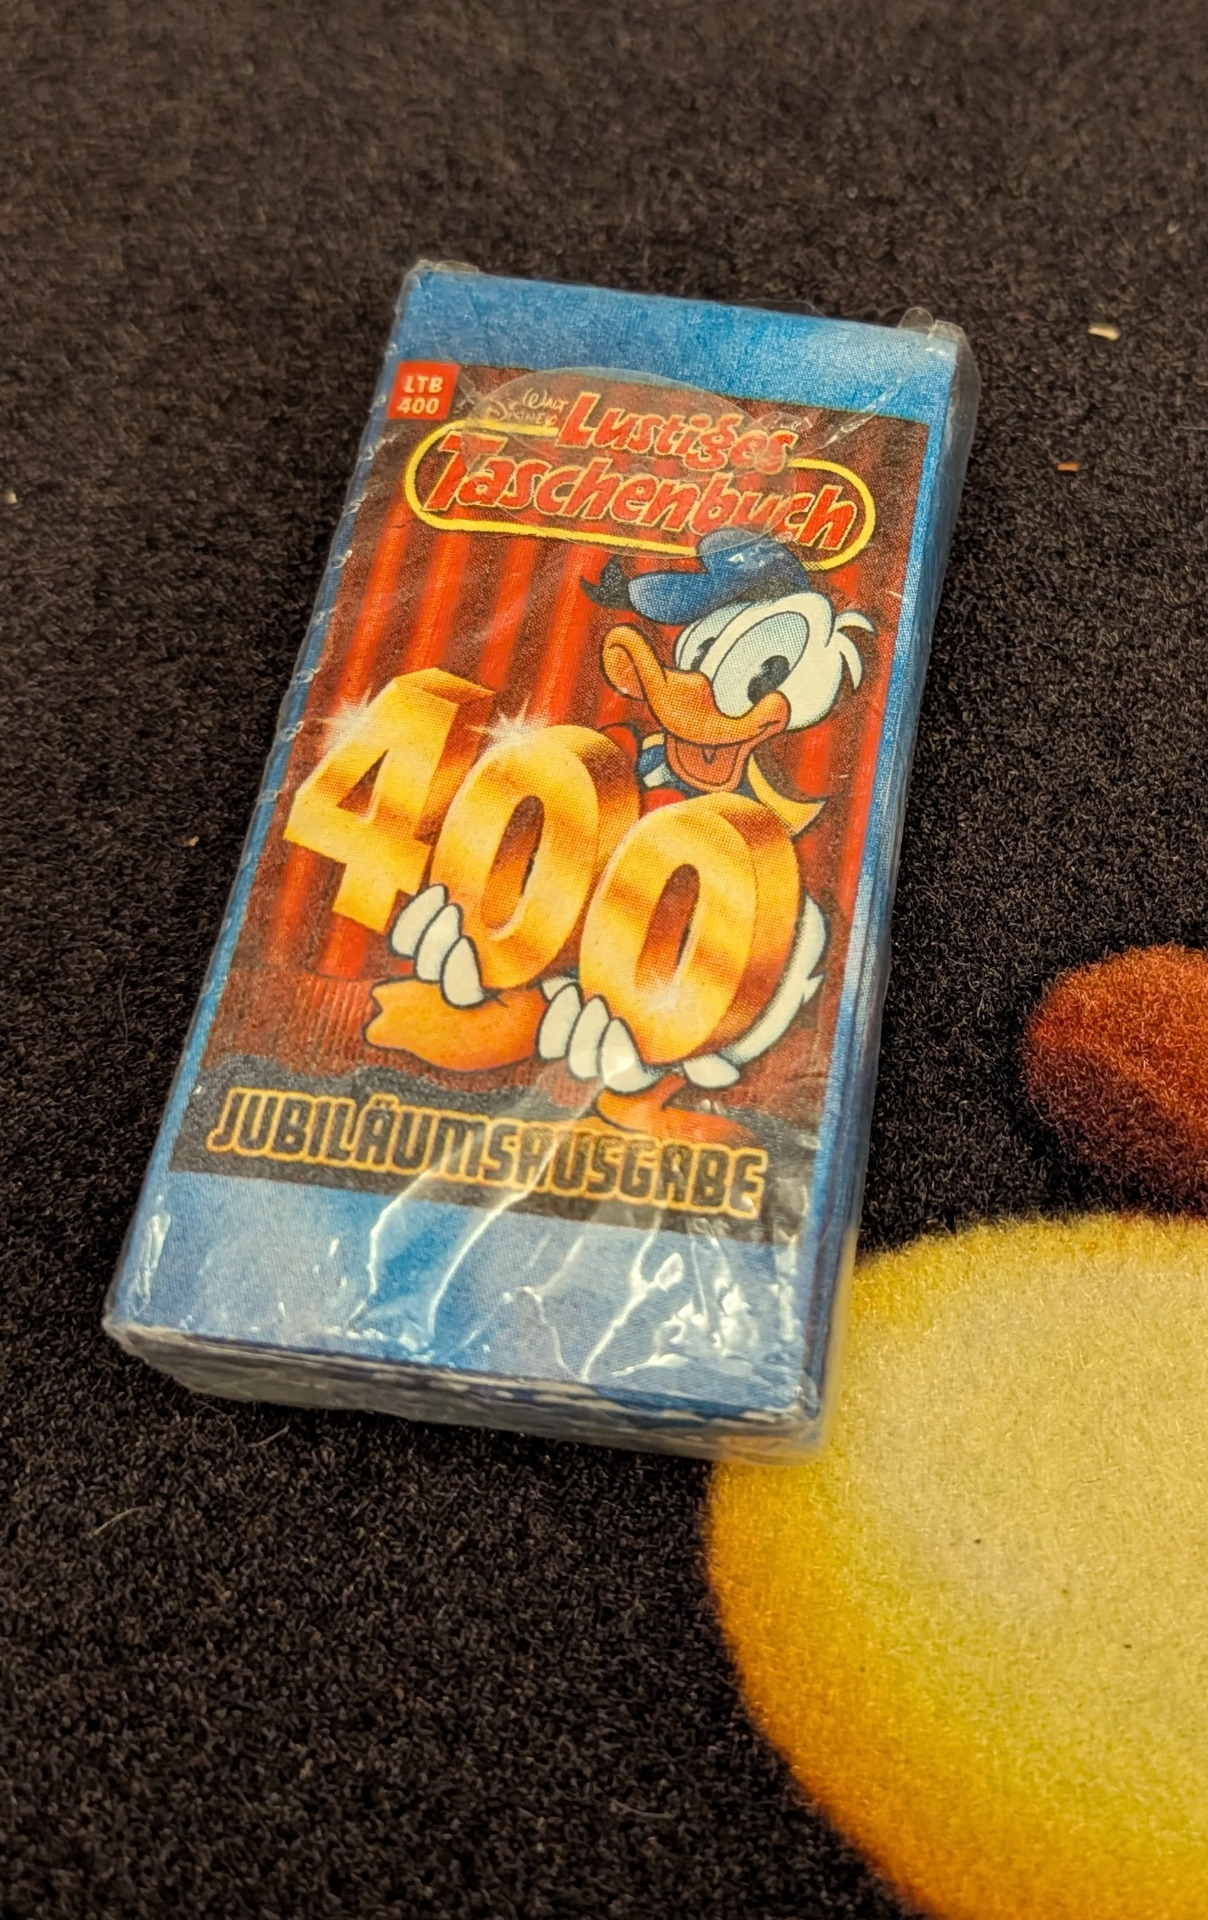 LTB
400
Walt
Disney
Lustiges
Taschenbuch
400
JUBILÄUMSAUSGABE